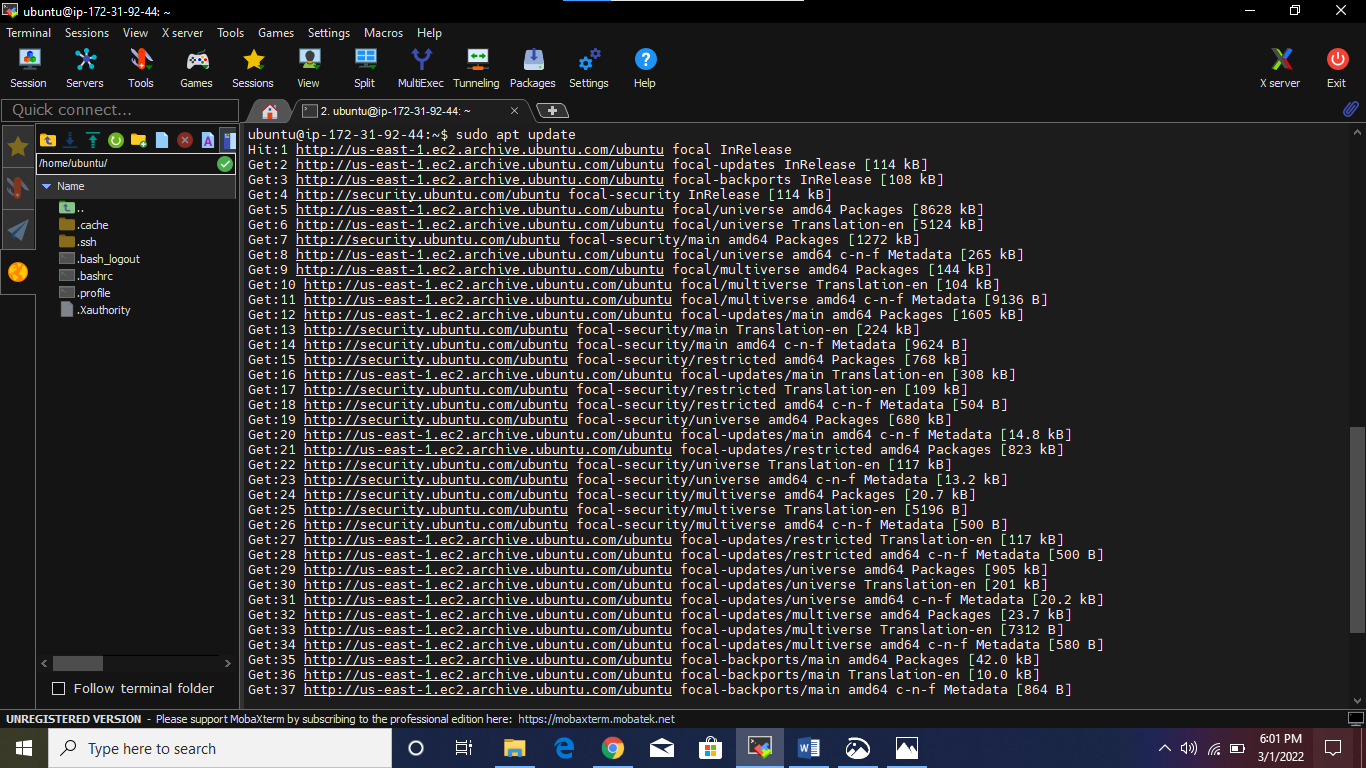 ubuntu@ip-172-31-92-44: ~
Terminal Sessions View X server Tools Games Settings Macros Help
Session Servers Tools Games Sessions View Split MultiExec Tunneling Packages Settings Help X server Exit
Quick connect...
2. ubuntu@ip-172-31-92-44: ~
/home/ubuntu/
Name
..
.cache
.ssh
.bash_logout
.bashrc
.profile
.Xauthority
Follow terminal folder
ubuntu@ip-172-31-92-44:~$ sudo apt update
Hit:1 http://us-east-1.ec2.archive.ubuntu.com/ubuntu focal InRelease
Get:2 http://us-east-1.ec2.archive.ubuntu.com/ubuntu focal-updates InRelease [114 kB]
Get:3 http://us-east-1.ec2.archive.ubuntu.com/ubuntu focal-backports InRelease [108 kB]
Get:4 http://security.ubuntu.com/ubuntu focal-security InRelease [114 kB]
Get:5 http://us-east-1.ec2.archive.ubuntu.com/ubuntu focal/universe amd64 Packages [8628 kB]
Get:6 http://us-east-1.ec2.archive.ubuntu.com/ubuntu focal/universe Translation-en [5124 kB]
Get:7 http://security.ubuntu.com/ubuntu focal-security/main amd64 Packages [1272 kB]
Get:8 http://us-east-1.ec2.archive.ubuntu.com/ubuntu focal/universe amd64 c-n-f Metadata [265 kB]
Get:9 http://us-east-1.ec2.archive.ubuntu.com/ubuntu focal/multiverse amd64 Packages [144 kB]
Get:10 http://us-east-1.ec2.archive.ubuntu.com/ubuntu focal/multiverse Translation-en [104 kB]
Get:11 http://us-east-1.ec2.archive.ubuntu.com/ubuntu focal/multiverse amd64 c-n-f Metadata [9136 B]
Get:12 http://us-east-1.ec2.archive.ubuntu.com/ubuntu focal-updates/main amd64 Packages [1605 kB]
Get:13 http://security.ubuntu.com/ubuntu focal-security/main Translation-en [224 kB]
Get:14 http://security.ubuntu.com/ubuntu focal-security/main amd64 c-n-f Metadata [9624 B]
Get:15 http://security.ubuntu.com/ubuntu focal-security/restricted amd64 Packages [768 kB]
Get:16 http://us-east-1.ec2.archive.ubuntu.com/ubuntu focal-updates/main Translation-en [308 kB]
Get:17 http://security.ubuntu.com/ubuntu focal-security/restricted Translation-en [109 kB]
Get:18 http://security.ubuntu.com/ubuntu focal-security/restricted amd64 c-n-f Metadata [504 B]
Get:19 http://security.ubuntu.com/ubuntu focal-security/universe amd64 Packages [680 kB]
Get:20 http://us-east-1.ec2.archive.ubuntu.com/ubuntu focal-updates/main amd64 c-n-f Metadata [14.8 kB]
Get:21 http://us-east-1.ec2.archive.ubuntu.com/ubuntu focal-updates/restricted amd64 Packages [823 kB]
Get:22 http://security.ubuntu.com/ubuntu focal-security/universe Translation-en [117 kB]
Get:23 http://security.ubuntu.com/ubuntu focal-security/universe amd64 c-n-f Metadata [13.2 kB]
Get:24 http://security.ubuntu.com/ubuntu focal-security/multiverse amd64 Packages [20.7 kB]
Get:25 http://security.ubuntu.com/ubuntu focal-security/multiverse Translation-en [5196 B]
Get:26 http://security.ubuntu.com/ubuntu focal-security/multiverse amd64 c-n-f Metadata [500 B]
Get:27 http://us-east-1.ec2.archive.ubuntu.com/ubuntu focal-updates/restricted Translation-en [117 kB]
Get:28 http://us-east-1.ec2.archive.ubuntu.com/ubuntu focal-updates/restricted amd64 c-n-f Metadata [500 B]
Get:29 http://us-east-1.ec2.archive.ubuntu.com/ubuntu focal-updates/universe amd64 Packages [905 kB]
Get:30 http://us-east-1.ec2.archive.ubuntu.com/ubuntu focal-updates/universe Translation-en [201 kB]
Get:31 http://us-east-1.ec2.archive.ubuntu.com/ubuntu focal-updates/universe amd64 c-n-f Metadata [20.2 kB]
Get:32 http://us-east-1.ec2.archive.ubuntu.com/ubuntu focal-updates/multiverse amd64 Packages [23.7 kB]
Get:33 http://us-east-1.ec2.archive.ubuntu.com/ubuntu focal-updates/multiverse Translation-en [7312 B]
Get:34 http://us-east-1.ec2.archive.ubuntu.com/ubuntu focal-updates/multiverse amd64 c-n-f Metadata [580 B]
Get:35 http://us-east-1.ec2.archive.ubuntu.com/ubuntu focal-backports/main amd64 Packages [42.0 kB]
Get:36 http://us-east-1.ec2.archive.ubuntu.com/ubuntu focal-backports/main Translation-en [10.0 kB]
Get:37 http://us-east-1.ec2.archive.ubuntu.com/ubuntu focal-backports/main amd64 c-n-f Metadata [864 B]
UNREGISTERED VERSION - Please support MobaXterm by subscribing to the professional edition here: https://mobaxterm.mobatek.net
Type here to search
6:01 PM
3/1/2022